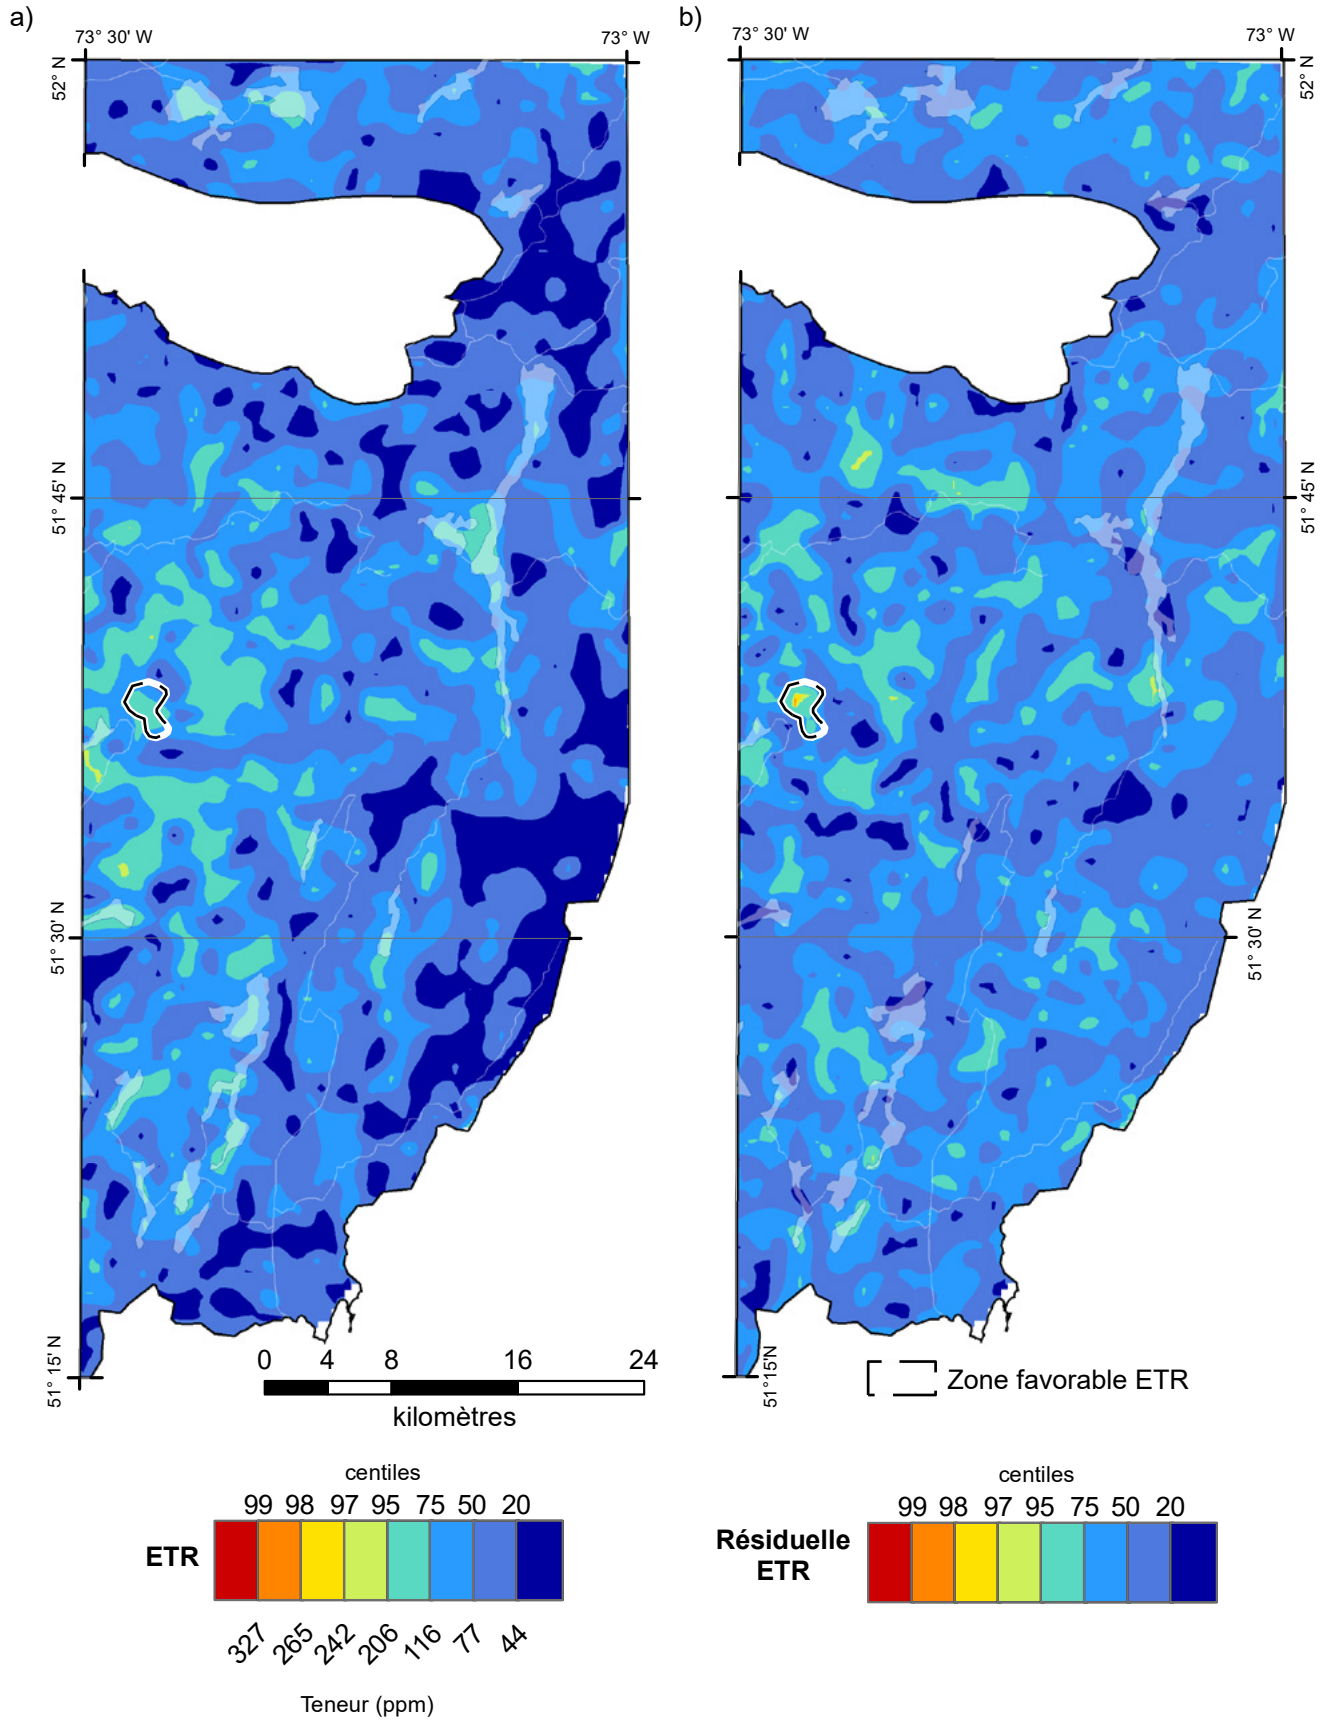 a)
73° 30' W
73° W
52° N
51° 45' N
51° 30' N
51° 15' N
b)
73° 30' W
73° W
52° N
51° 45' N
51° 30' N
51° 15'N
0 4 8 16 24
kilomètres
Zone favorable ETR
centiles
99 98 97 95 75 50 20
ETR
327 265 242 206 116 77 44
Teneur (ppm)
centiles
99 98 97 95 75 50 20
Résiduelle
ETR